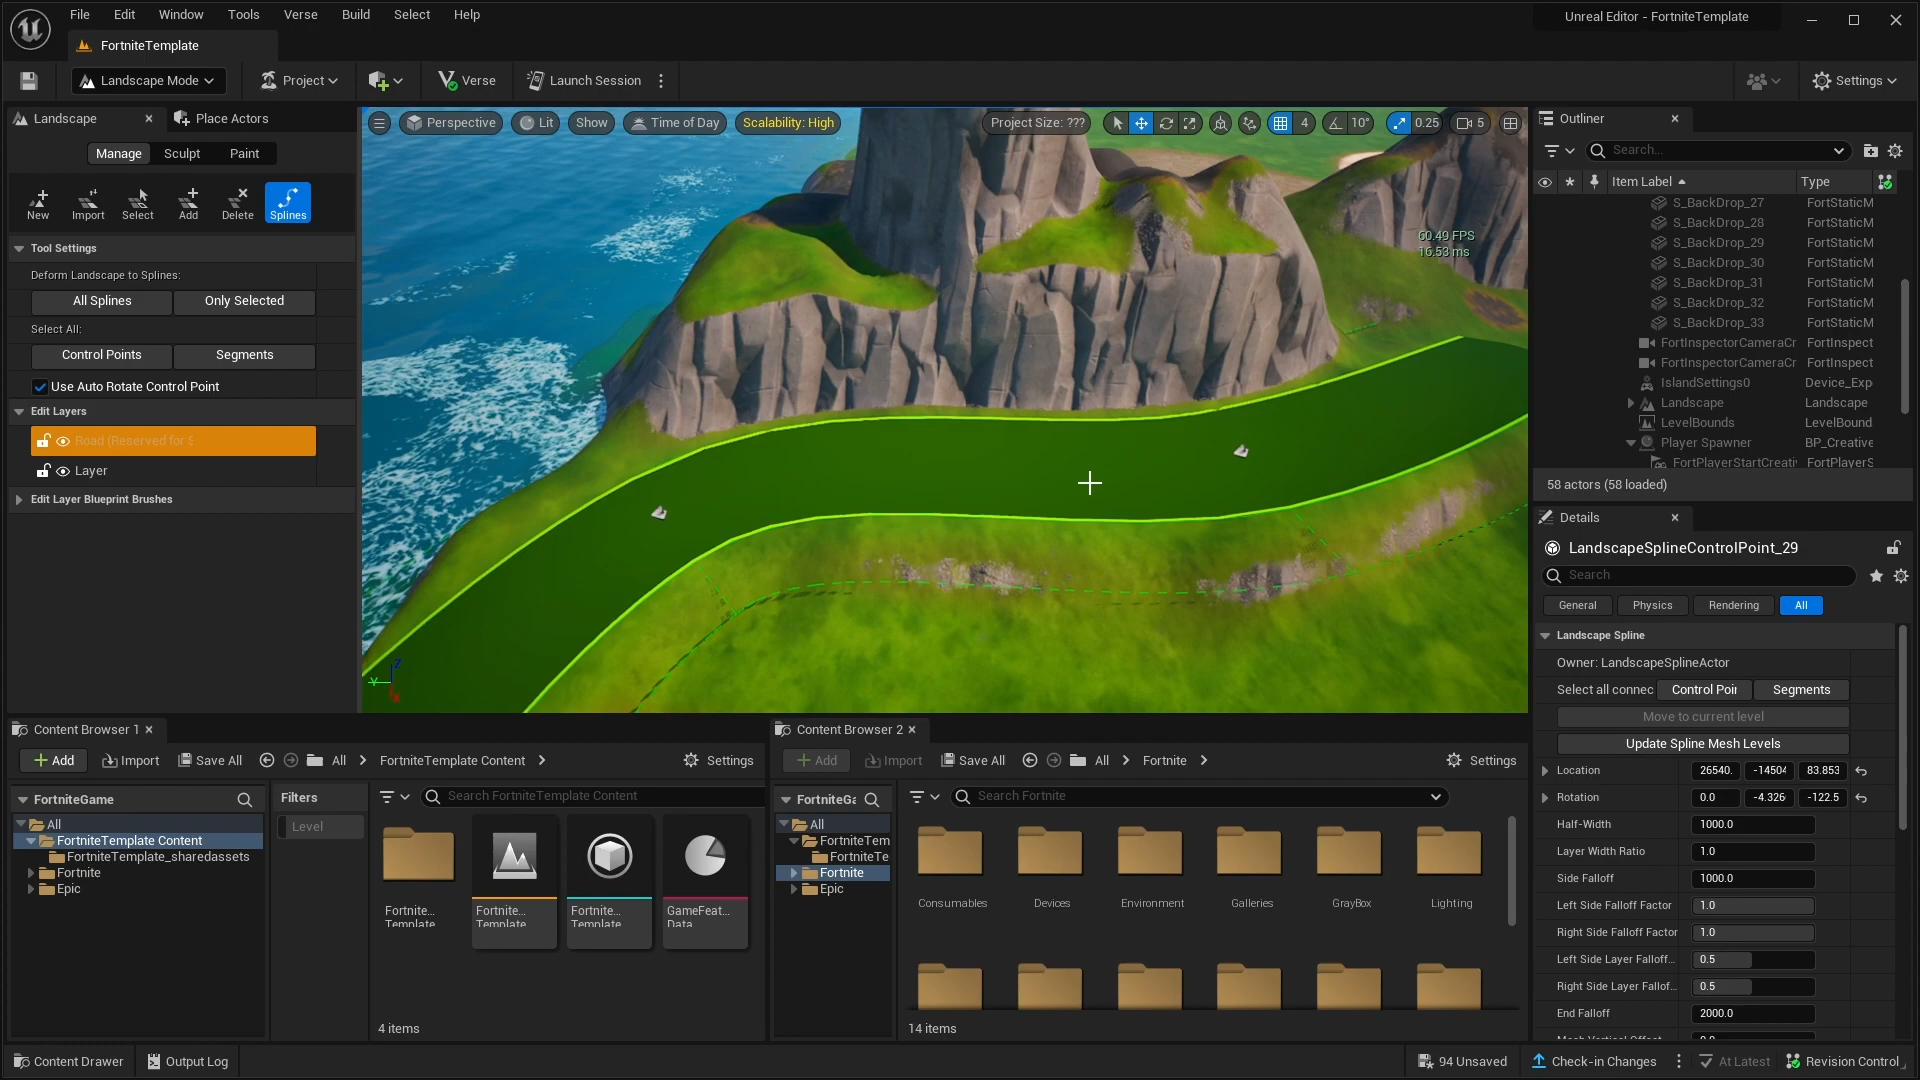 File Edit Window Tools Verse Build Select Help
Unreal Editor - FortniteTemplate
FortniteTemplate
Landscape Mode
Project
Verse
Launch Session
Settings
Landscape
Place Actors
Manage Sculpt Paint
New Import Select Add Delete Splines
Tool Settings
Deform Landscape to Splines:
All Splines
Only Selected
Select All:
Control Points
Segments
Use Auto Rotate Control Point
Edit Layers
Road (Reserved for S
Layer
Edit Layer Blueprint Brushes
Perspective Lit Show Time of Day Scalability: High
Project Size: ??? 4 10° 0.25 5
60.49 FPS
16.53 ms
Z
Y
X
Outliner
Search...
Item Label Type
S_BackDrop_27 FortStaticM
S_BackDrop_28 FortStaticM
S_BackDrop_29 FortStaticM
S_BackDrop_30 FortStaticM
S_BackDrop_31 FortStaticM
S_BackDrop_32 FortStaticM
S_BackDrop_33 FortStaticM
FortInspectorCameraCr FortInspect
FortInspectorCameraCr FortInspect
IslandSettings0 Device_Exp
Landscape Landscape
LevelBounds LevelBound
Player Spawner BP_Creative
FortPlayerStartCreati FortPlayerS
58 actors (58 loaded)
Details
LandscapeSplineControlPoint_29
Search
General Physics Rendering All
Landscape Spline
Owner: LandscapeSplineActor
Select all connec Control Poi Segments
Move to current level
Update Spline Mesh Levels
Location 26540. -14504 83.853
Rotation 0.0 -4.326 -122.5
Half-Width 1000.0
Layer Width Ratio 1.0
Side Falloff 1000.0
Left Side Falloff Factor 1.0
Right Side Falloff Factor 1.0
Left Side Layer Falloff... 0.5
Right Side Layer Fallof... 0.5
End Falloff 2000.0
Content Browser 1
Add Import Save All All FortniteTemplate Content Settings
FortniteGame
All
FortniteTemplate Content
FortniteTemplate_sharedassets
Fortnite
Epic
Filters
Level
Search FortniteTemplate Content
Fortnite...
Template
Fortnite...
Template
Fortnite...
Template
GameFeat...
Data
4 items
Content Browser 2
Add Import Save All All Fortnite Settings
FortniteGa
All
FortniteTem
FortniteTe
Fortnite
Epic
Search Fortnite
Consumables Devices Environment Galleries GrayBox Lighting
14 items
Content Drawer Output Log
94 Unsaved Check-in Changes At Latest Revision Control